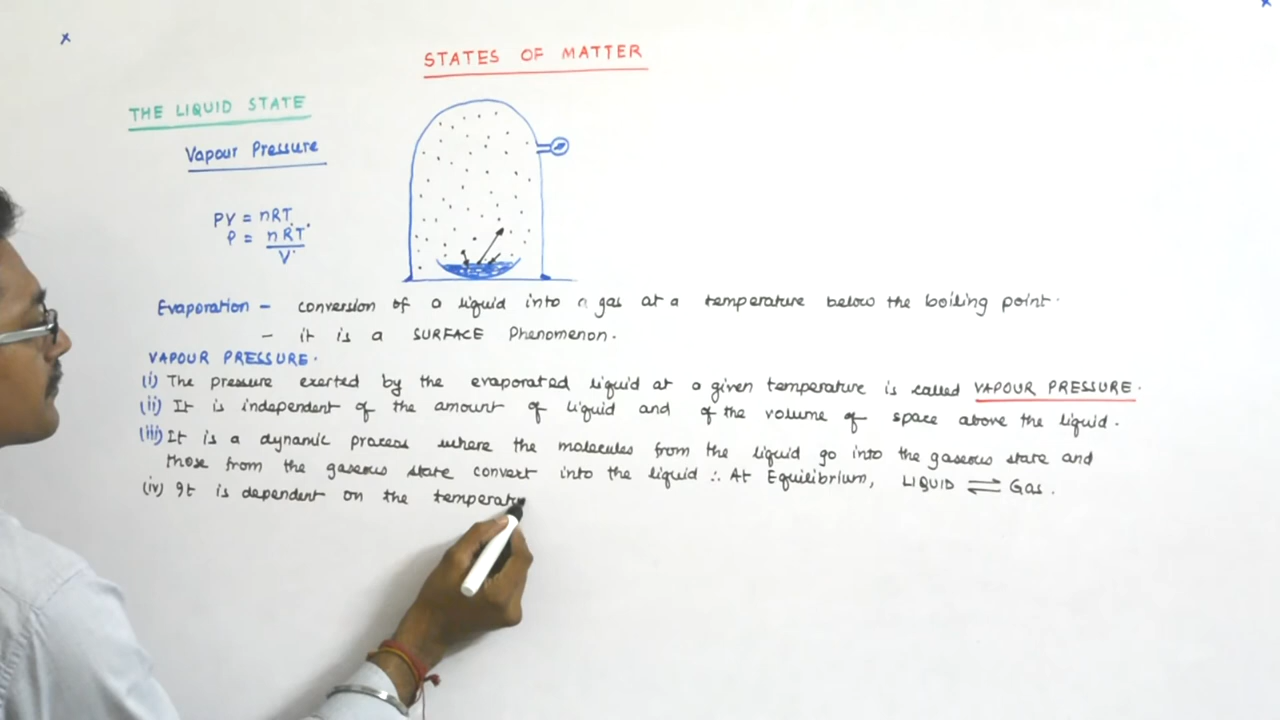 STATES OF MATTER
THE LIQUID STATE
Vapour Pressure
PV = nRT
P = nRT
V
Evaporation – conversion of a liquid into a gas at a temperature below the boiling point.
– it is a SURFACE Phenomenon.
VAPOUR PRESSURE.
(i) The pressure exerted by the evaporated liquid at a given temperature is called VAPOUR PRESSURE.
(ii) It is independent of the amount of liquid and of the volume of space above the liquid.
(iii) It is a dynamic process where the molecules from the liquid go into the gaseous state and
those from the gaseous state convert into the liquid ∴ At Equilibrium, LIQUID ⇌ Gas.
(iv) It is dependent on the temperatu